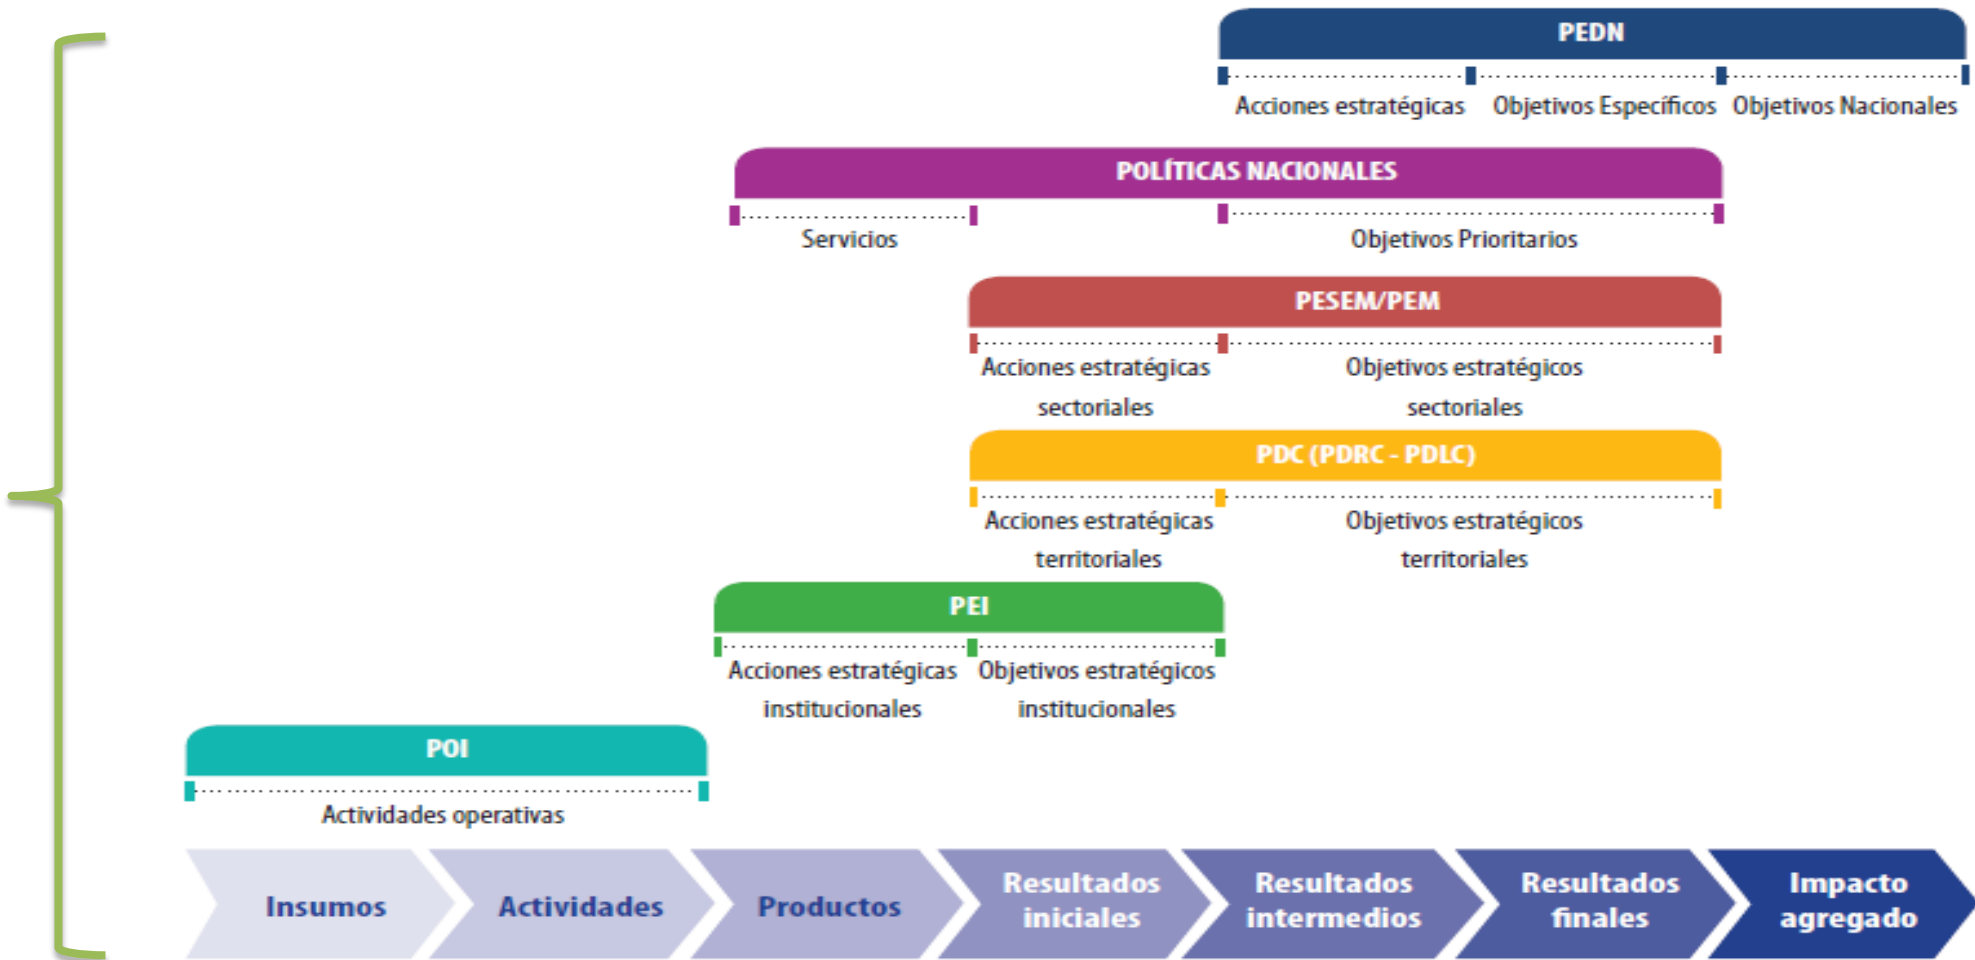 PEDN
Acciones estratégicas Objetivos Específicos Objetivos Nacionales
POLÍTICAS NACIONALES
Servicios Objetivos Prioritarios
PESEM/PEM
Acciones estratégicas
sectoriales
Objetivos estratégicos
sectoriales
PDC (PDRC - PDLC)
Acciones estratégicas
territoriales
Objetivos estratégicos
territoriales
PEI
Acciones estratégicas
institucionales
Objetivos estratégicos
institucionales
POI
Actividades operativas
Insumos
Actividades
Productos
Resultados
iniciales
Resultados
intermedios
Resultados
finales
Impacto
agregado